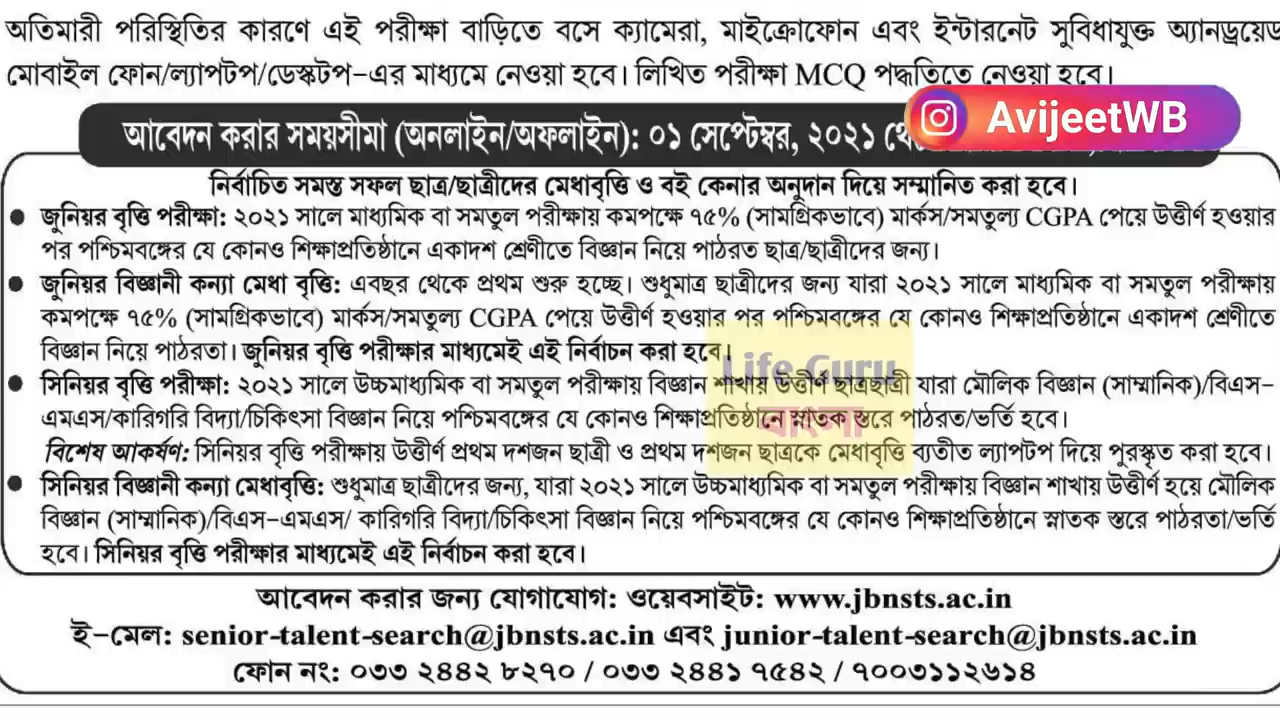 অতিমারী পরিস্থিতির কারণে এই পরীক্ষা বাড়িতে বসে ক্যামেরা, মাইক্রোফোন এবং ইন্টারনেট সুবিধাযুক্ত অ্যানড্রয়েড
মোবাইল ফোন/ল্যাপটপ/ডেস্কটপ-এর মাধ্যমে নেওয়া হবে। লিখিত পরীক্ষা MCQ পদ্ধতিতে নেওয়া হবে।
AvijeetWB
আবেদন করার সময়সীমা (অনলাইন/অফলাইন): ০১ সেপ্টেম্বর, ২০২১
নির্বাচিত সমস্ত সফল ছাত্র/ছাত্রীদের মেধাবৃত্তি ও বই কেনার অনুদান দিয়ে সম্মানিত করা হবে।
● জুনিয়র বৃত্তি পরীক্ষা: ২০২১ সালে মাধ্যমিক বা সমতুল পরীক্ষায় কমপক্ষে ৭৫% (সামগ্রিকভাবে) মার্কস/সমতুল্য CGPA পেয়ে উত্তীর্ণ হওয়ার
পর পশ্চিমবঙ্গের যে কোনও শিক্ষাপ্রতিষ্ঠানে একাদশ শ্রেণীতে বিজ্ঞান নিয়ে পাঠরত ছাত্র/ছাত্রীদের জন্য।
● জুনিয়র বিজ্ঞানী কন্যা মেধা বৃত্তি: এবছর থেকে প্রথম শুরু হচ্ছে। শুধুমাত্র ছাত্রীদের জন্য যারা ২০২১ সালে মাধ্যমিক বা সমতুল পরীক্ষায়
কমপক্ষে ৭৫% (সামগ্রিকভাবে) মার্কস/সমতুল্য CGPA পেয়ে উত্তীর্ণ হওয়ার পর পশ্চিমবঙ্গের যে কোনও শিক্ষাপ্রতিষ্ঠানে একাদশ শ্রেণীতে
বিজ্ঞান নিয়ে পাঠরতা। জুনিয়র বৃত্তি পরীক্ষার মাধ্যমেই এই নির্বাচন করা হবে।
Life Guru
বাংলা
● সিনিয়র বৃত্তি পরীক্ষা: ২০২১ সালে উচ্চমাধ্যমিক বা সমতুল পরীক্ষায় বিজ্ঞান শাখায় উত্তীর্ণ ছাত্রছাত্রী যারা মৌলিক বিজ্ঞান (সাম্মানিক)/বিএস-
এমএস/কারিগরি বিদ্যা/চিকিৎসা বিজ্ঞান নিয়ে পশ্চিমবঙ্গের যে কোনও শিক্ষাপ্রতিষ্ঠানে স্নাতক স্তরে পাঠরত/ভর্তি হবে।
বিশেষ আকর্ষণ: সিনিয়র বৃত্তি পরীক্ষায় উত্তীর্ণ প্রথম দশজন ছাত্রী ও প্রথম দশজন ছাত্রকে মেধাবৃত্তি ব্যতীত ল্যাপটপ দিয়ে পুরস্কৃত করা হবে।
● সিনিয়র বিজ্ঞানী কন্যা মেধাবৃত্তি: শুধুমাত্র ছাত্রীদের জন্য, যারা ২০২১ সালে উচ্চমাধ্যমিক বা সমতুল পরীক্ষায় বিজ্ঞান শাখায় উত্তীর্ণ হয়ে মৌলিক
বিজ্ঞান (সাম্মানিক)/বিএস-এমএস/ কারিগরি বিদ্যা/চিকিৎসা বিজ্ঞান নিয়ে পশ্চিমবঙ্গের যে কোনও শিক্ষাপ্রতিষ্ঠানে স্নাতক স্তরে পাঠরতা/ভর্তি
হবে। সিনিয়র বৃত্তি পরীক্ষার মাধ্যমেই এই নির্বাচন করা হবে।
আবেদন করার জন্য যোগাযোগ: ওয়েবসাইট: www.jbnsts.ac.in
ই-মেল: senior-talent-search@jbnsts.ac.in এবং junior-talent-search@jbnsts.ac.in
ফোন নং: ০৩৩ ২৪৪২ ৮২৭০ / ০৩৩ ২৪৪১ ৭৫৪২ / ৭০০৩১১২৬১৪